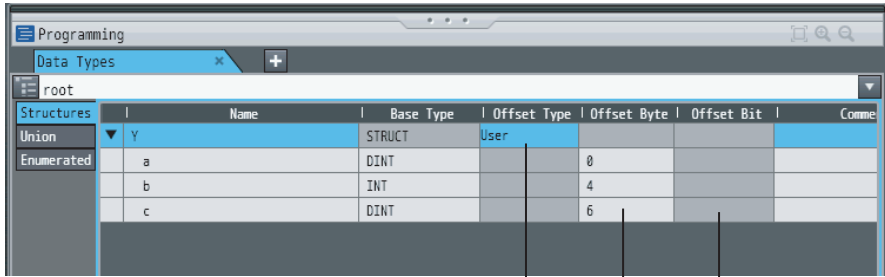 Programming
Data Types
root
Structures Name Base Type Offset Type Offset Byte Offset Bit Comme
Union Y STRUCT User
Enumerated a DINT 0
b INT 4
c DINT 6